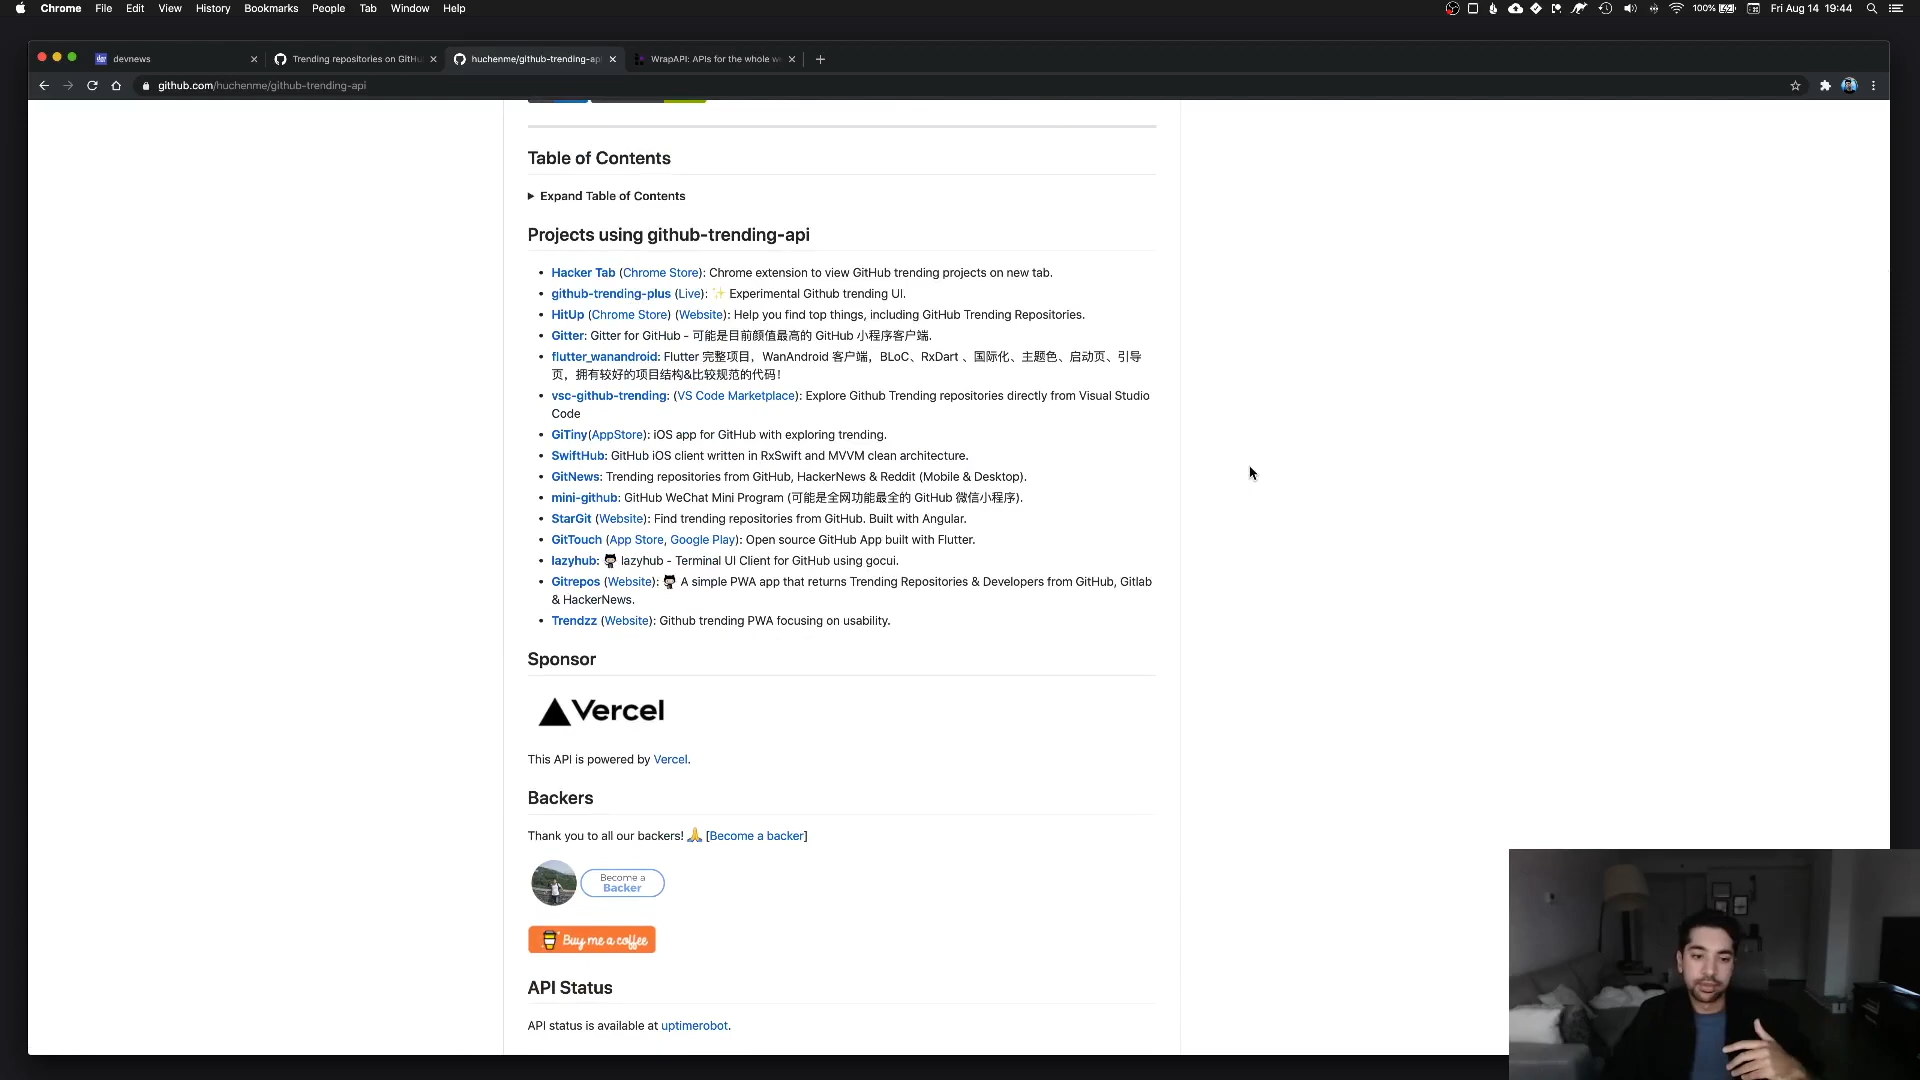 Chrome File Edit View History Bookmarks People Tab Window Help
100% Fri Aug 14 19:44
devnews
Trending repositories on GitHu
huchenme/github-trending-ap
WrapAPI: APIs for the whole w
github.com/huchenme/github-trending-api
Table of Contents
Expand Table of Contents
Projects using github-trending-api
Hacker Tab (Chrome Store): Chrome extension to view GitHub trending projects on new tab.
github-trending-plus (Live): ✨ Experimental Github trending UI.
HitUp (Chrome Store) (Website): Help you find top things, including GitHub Trending Repositories.
Gitter: Gitter for GitHub - 可能是目前颜值最高的 GitHub 小程序客户端.
flutter_wanandroid: Flutter 完整项目，WanAndroid 客户端，BLoC、RxDart 、国际化、主题色、启动页、引导
页，拥有较好的项目结构&比较规范的代码！
vsc-github-trending: (VS Code Marketplace): Explore Github Trending repositories directly from Visual Studio
Code
GiTiny(AppStore): iOS app for GitHub with exploring trending.
SwiftHub: GitHub iOS client written in RxSwift and MVVM clean architecture.
GitNews: Trending repositories from GitHub, HackerNews & Reddit (Mobile & Desktop).
mini-github: GitHub WeChat Mini Program (可能是全网功能最全的 GitHub 微信小程序).
StarGit (Website): Find trending repositories from GitHub. Built with Angular.
GitTouch (App Store, Google Play): Open source GitHub App built with Flutter.
lazyhub: lazyhub - Terminal UI Client for GitHub using gocui.
Gitrepos (Website): A simple PWA app that returns Trending Repositories & Developers from GitHub, Gitlab
& HackerNews.
Trendzz (Website): Github trending PWA focusing on usability.
Sponsor
Vercel
This API is powered by Vercel.
Backers
Thank you to all our backers! 🙏 [Become a backer]
Become a
Backer
Buy me a coffee
API Status
API status is available at uptimerobot.